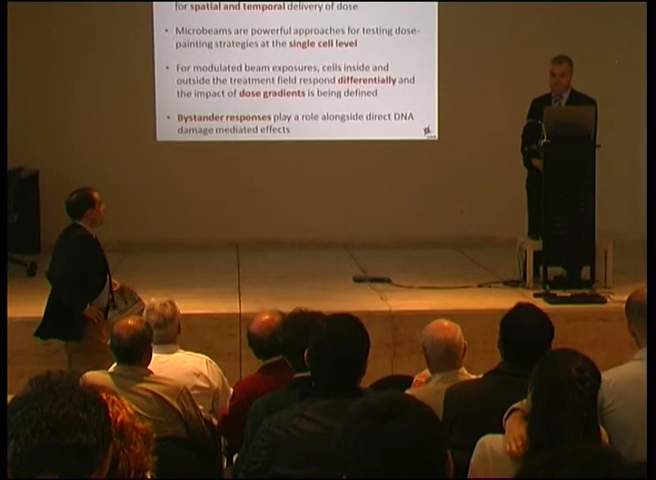 for spatial and temporal delivery of dose
• Microbeams are powerful approaches for testing dose-
painting strategies at the single cell level
• For modulated beam exposures, cells inside and
outside the treatment field respond differentially and
the impact of dose gradients is being defined
• Bystander responses play a role alongside direct DNA
damage mediated effects